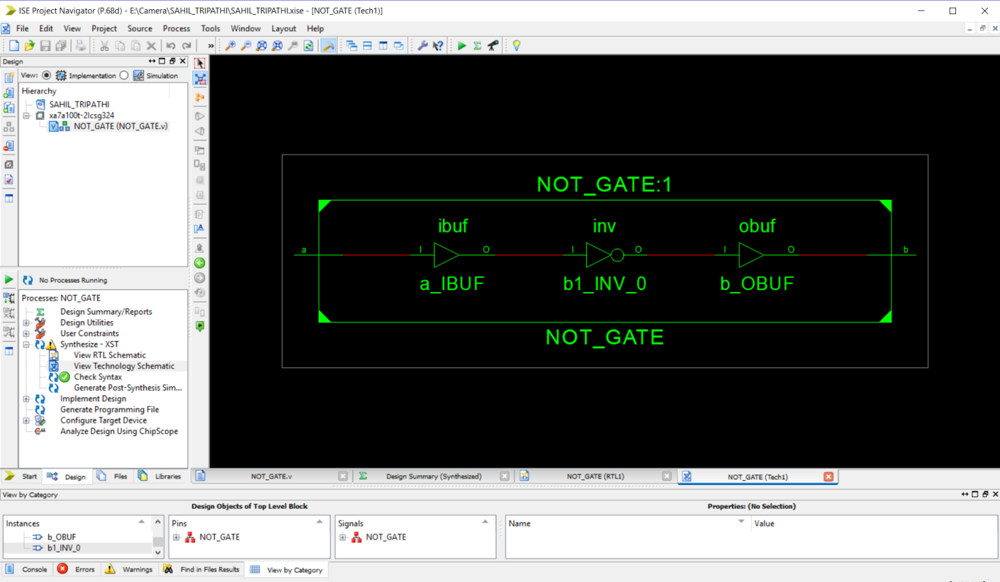 ISE Project Navigator (P.68d) - E:\Camera\SAHIL_TRIPATHI\SAHIL_TRIPATHI.xise - [NOT_GATE (Tech1)]
File Edit View Project Source Process Tools Window Layout Help
Design
View: Implementation Simulation
Hierarchy
SAHIL_TRIPATHI
xa7a100t-2Icsg324
NOT_GATE (NOT_GATE.v)
No Processes Running
Processes: NOT_GATE
Design Summary/Reports
Design Utilities
User Constraints
Synthesize - XST
View RTL Schematic
View Technology Schematic
Check Syntax
Generate Post-Synthesis Sim...
Implement Design
Generate Programming File
Configure Target Device
Analyze Design Using ChipScope
Start Design Files Libraries
NOT_GATE:1
ibuf inv obuf
a I O I O I O b
a_IBUF b1_INV_0 b_OBUF
NOT_GATE
NOT_GATE.v Design Summary (Synthesized) NOT_GATE (RTL1) NOT_GATE (Tech1)
View by Category
Design Objects of Top Level Block Properties: (No Selection)
Instances Pins Signals Name Value
b_OBUF NOT_GATE NOT_GATE
b1_INV_0
Console Errors Warnings Find in Files Results View by Category